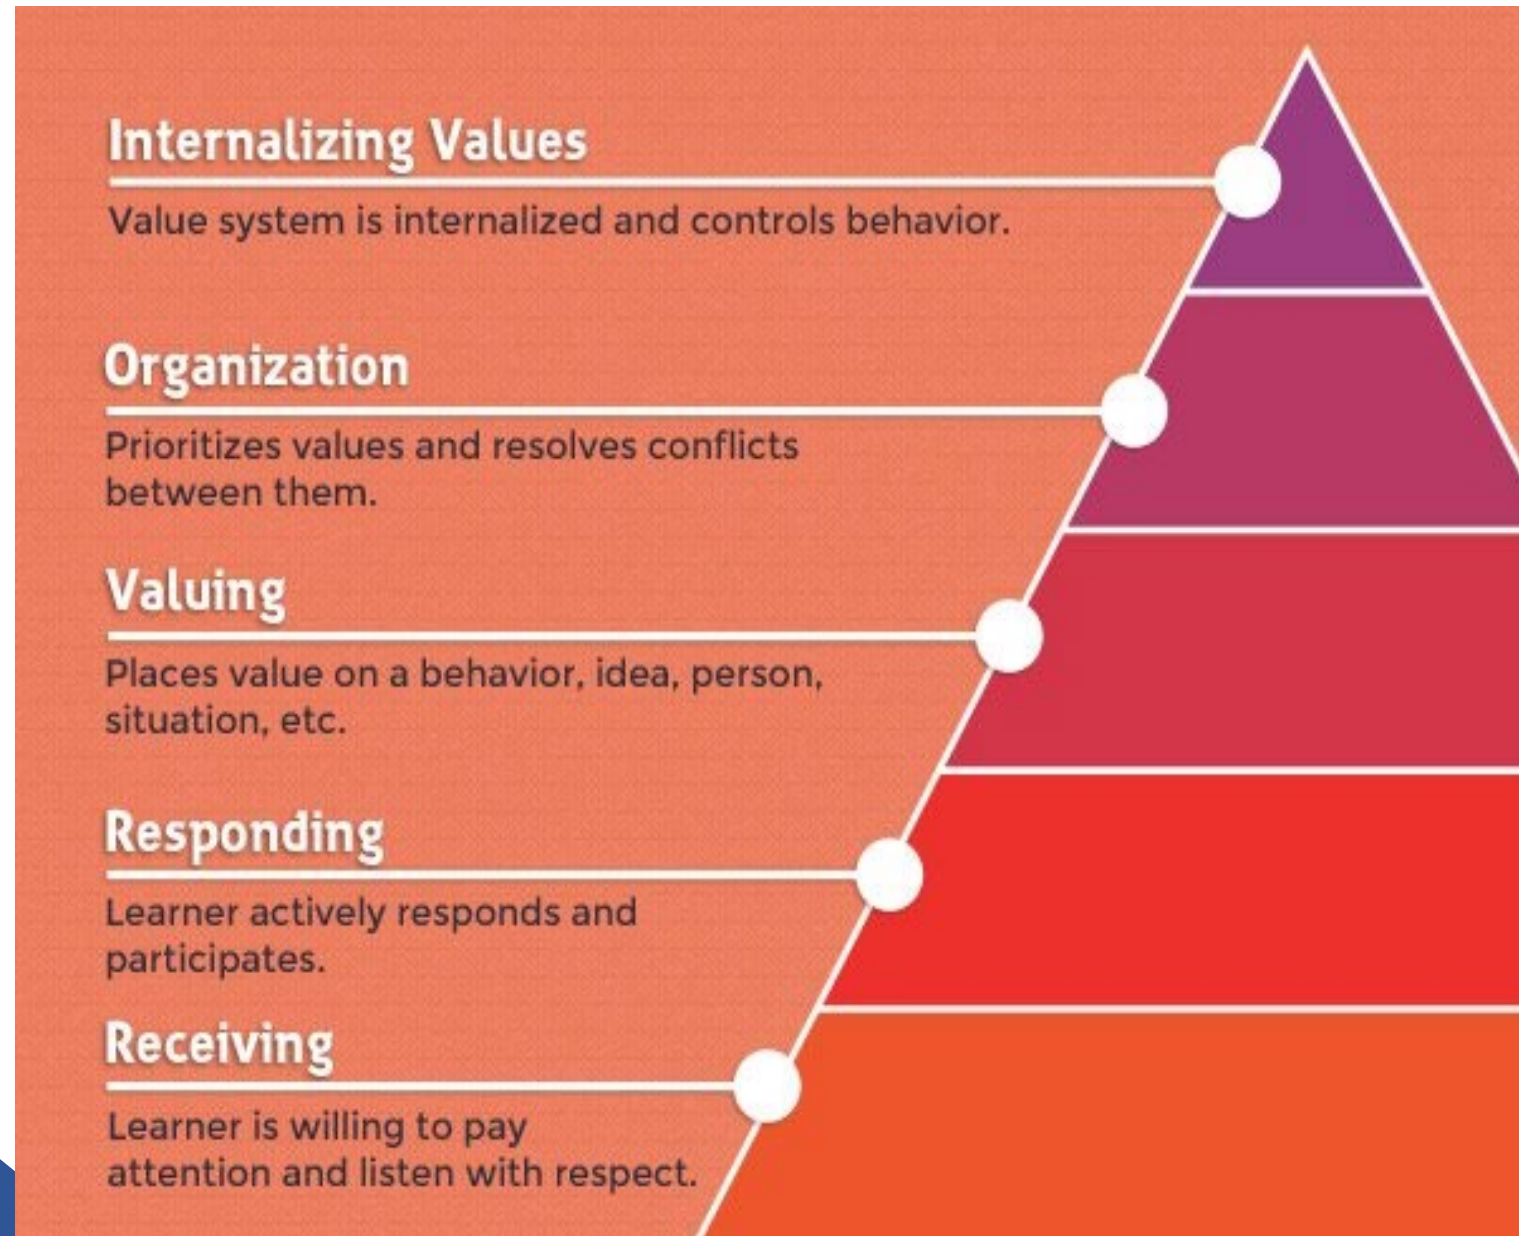 Internalizing Values
Value system is internalized and controls behavior.
Organization
Prioritizes values and resolves conflicts
between them.
Valuing
Places value on a behavior, idea, person,
situation, etc.
Responding
Learner actively responds and
participates.
Receiving
Learner is willing to pay
attention and listen with respect.